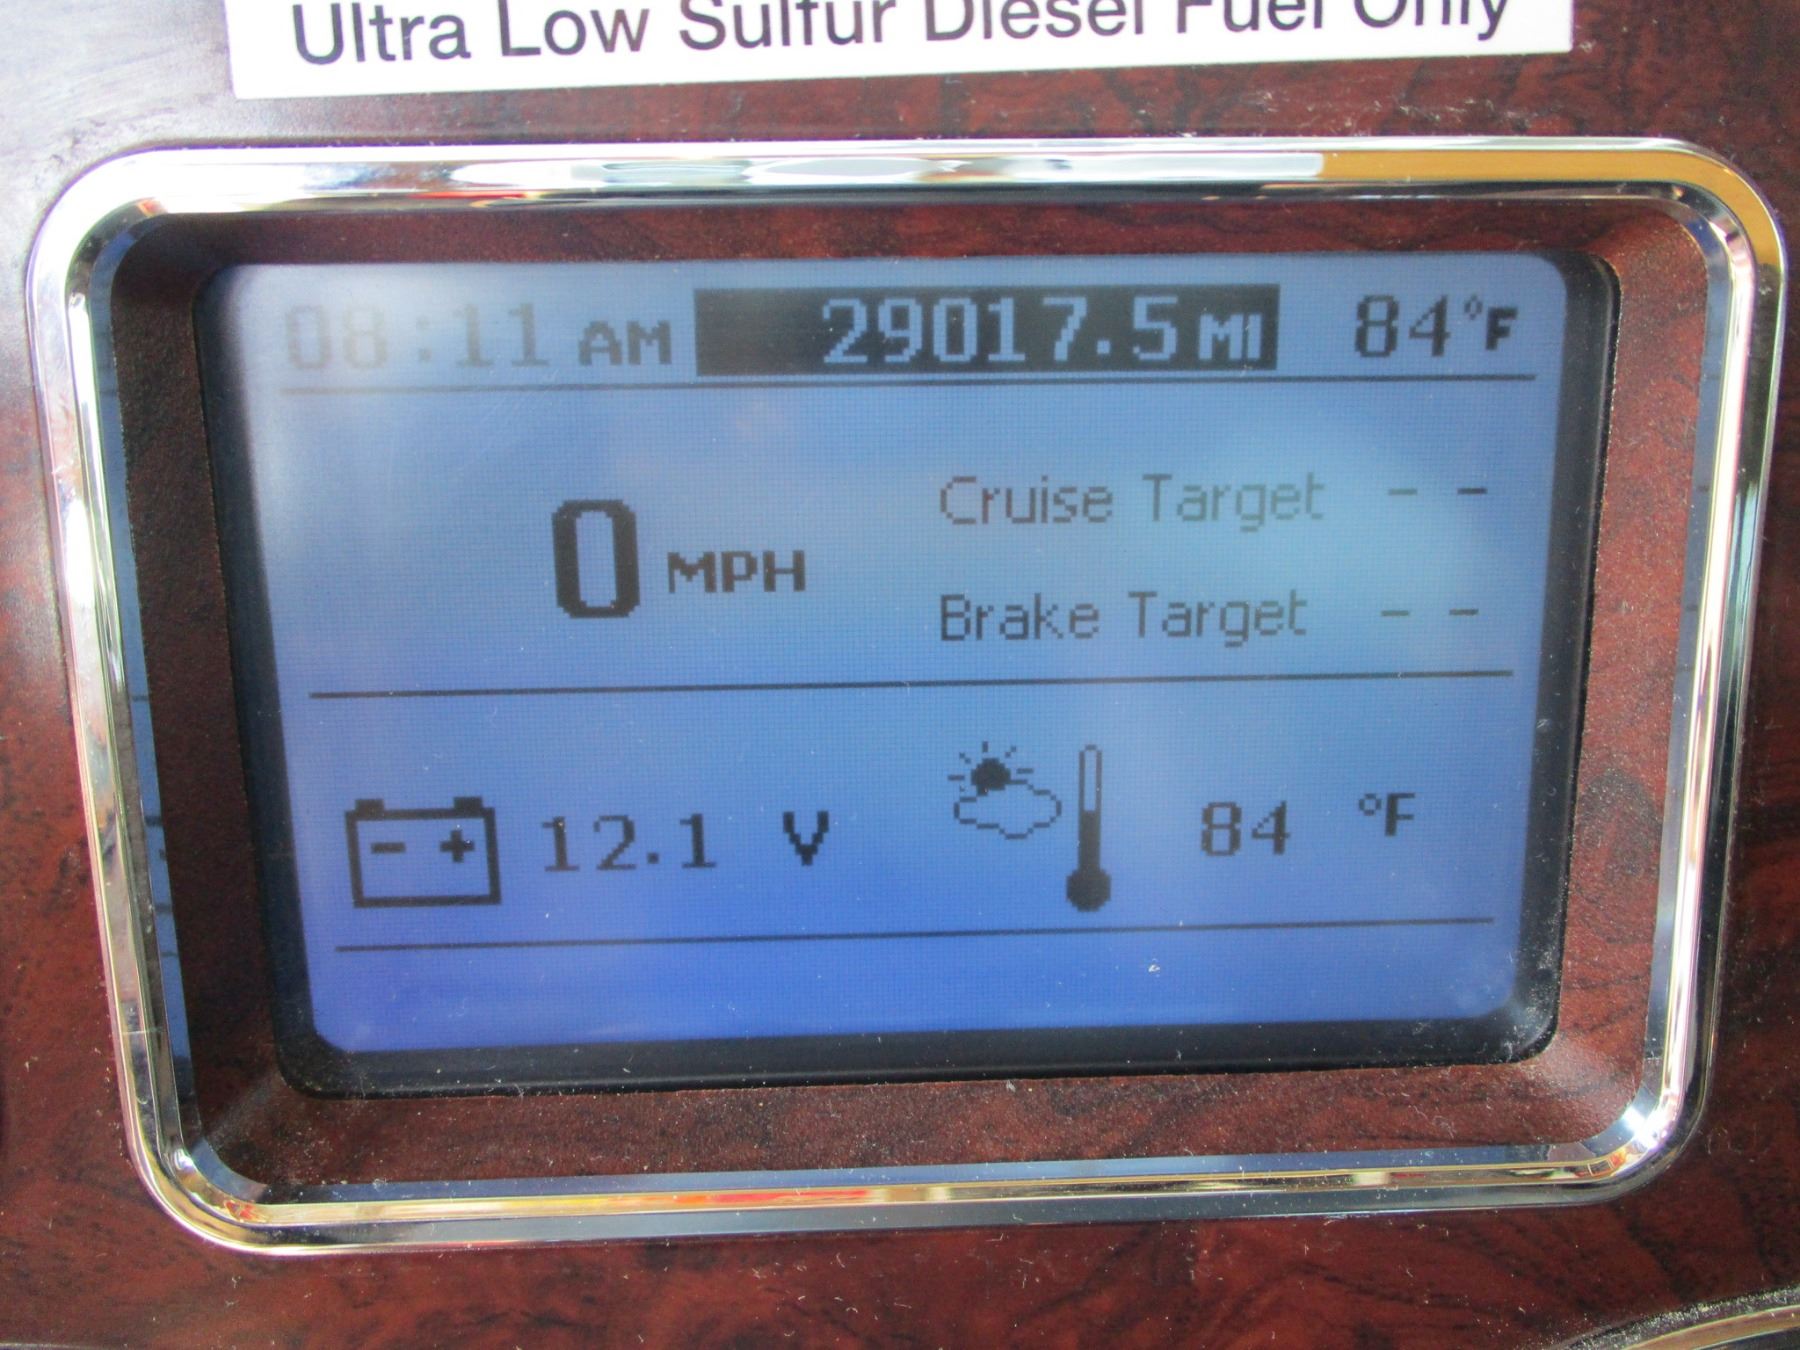 Ultra Low Sulfur Diesel Fuel Only
08:11 AM 29017.5 MI 84°F
0 MPH
Cruise Target - -
Brake Target - -
- + 12.1 V 84 °F